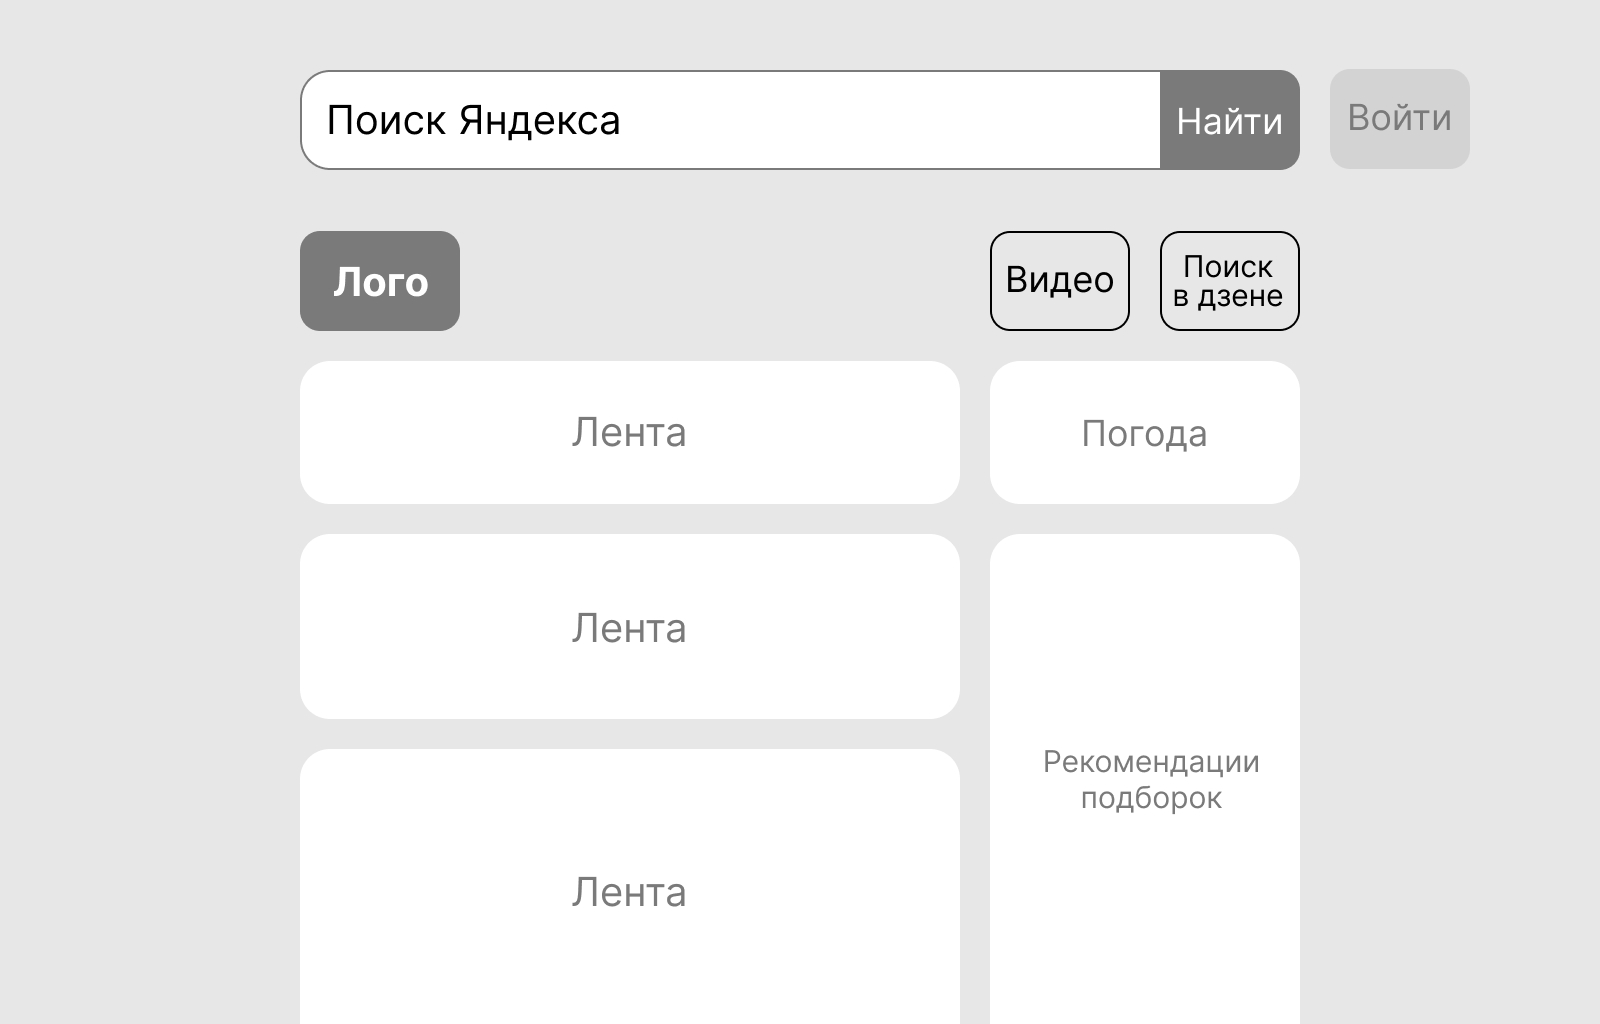 Поиск Яндекса
Найти
Войти
Лого
Видео
Поиск
в дзене
Лента
Погода
Лента
Рекомендации
подборок
Лента